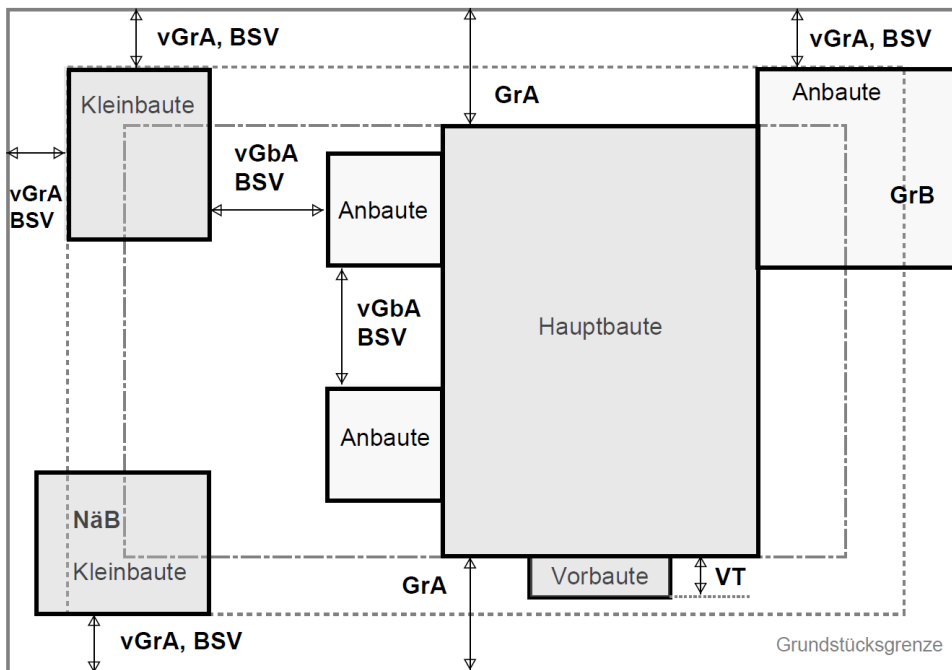 vGrA, BSV
vGrA, BSV
GrA
Kleinbaute
Anbaute
vGbA
BSV
vGrA
BSV
GrB
Anbaute
vGbA
BSV
Hauptbaute
Anbaute
NäB
Kleinbaute
GrA
Vorbaute
VT
vGrA, BSV
Grundstücksgrenze